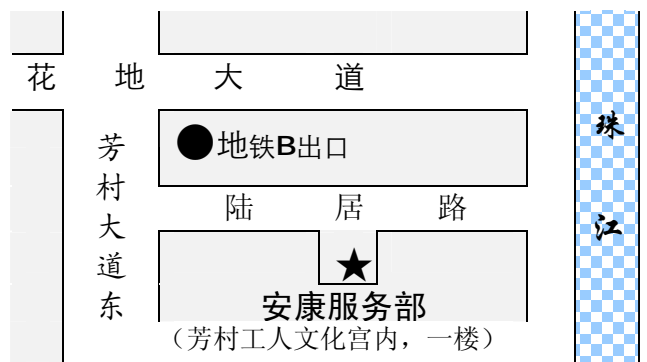 花地大道
珠江
芳村大道东
●地铁B出口
陆居路
★
安康服务部
（芳村工人文化宫内，一楼）